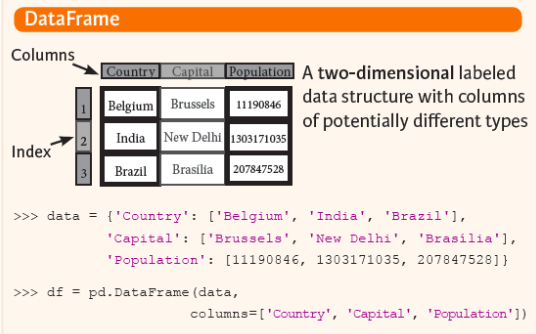 DataFrame
Columns
Country Capital Population
A two-dimensional labeled
data structure with columns
of potentially different types
Index
1 Belgium Brussels 11190846
2 India New Delhi 1303171035
3 Brazil Brasília 207847528
>>> data = {'Country': ['Belgium', 'India', 'Brazil'],
'Capital': ['Brussels', 'New Delhi', 'Brasília'],
'Population': [11190846, 1303171035, 207847528]}
>>> df = pd.DataFrame(data,
columns=['Country', 'Capital', 'Population'])